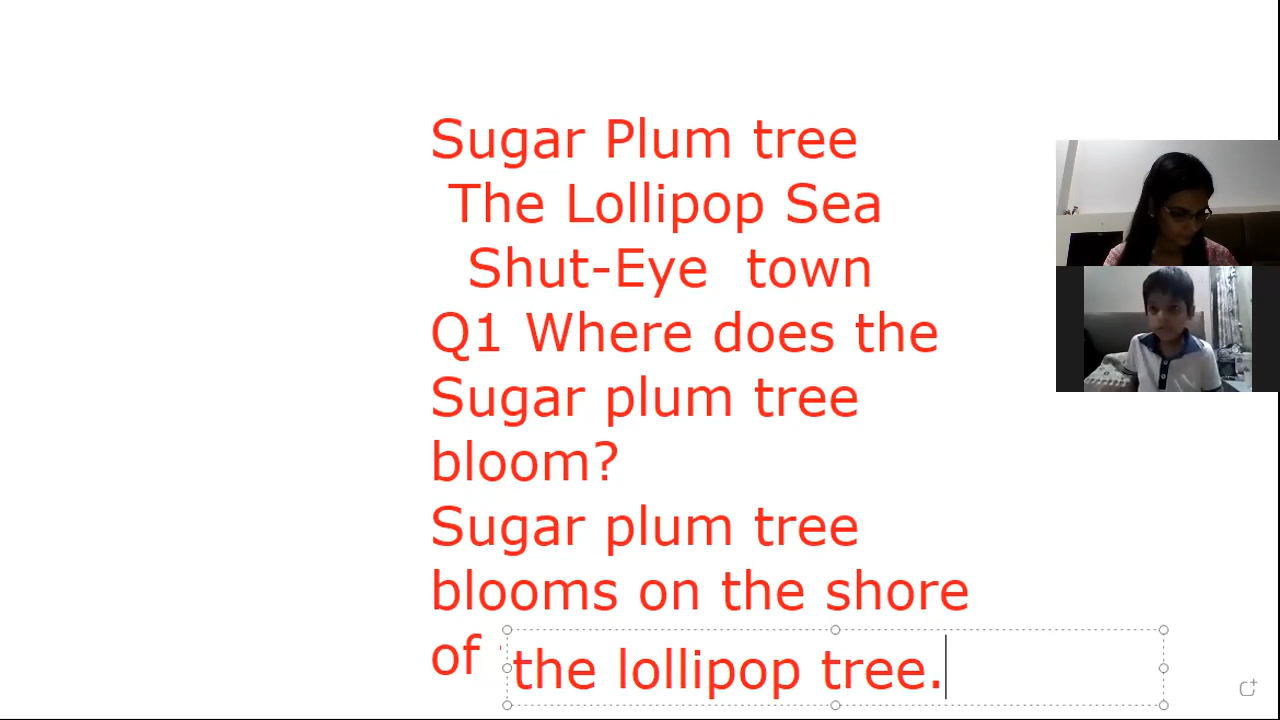 Sugar Plum tree
The Lollipop Sea
Shut-Eye town
Q1 Where does the
Sugar plum tree
bloom?
Sugar plum tree
blooms on the shore
of the lollipop tree.